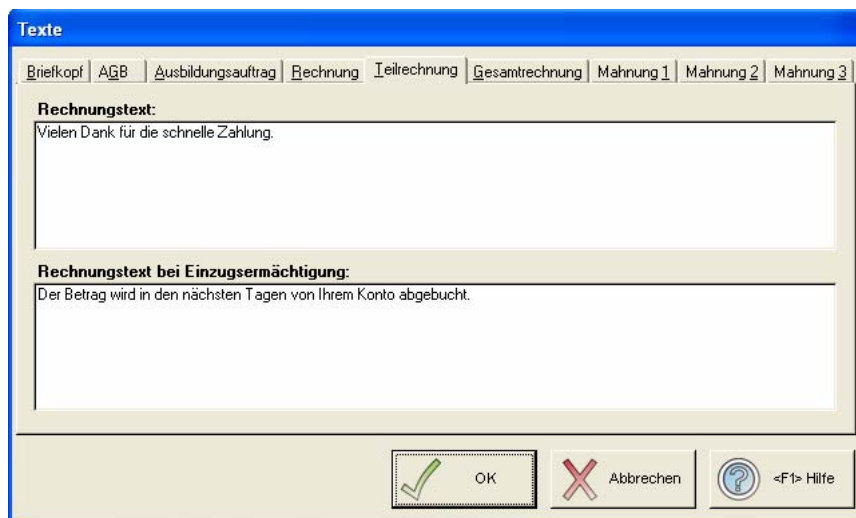 Texte
Briefkopf AGB Ausbildungsauftrag Rechnung Teilrechnung Gesamtrechnung Mahnung 1 Mahnung 2 Mahnung 3
Rechnungstext:
Vielen Dank für die schnelle Zahlung.
Rechnungstext bei Einzugsermächtigung:
Der Betrag wird in den nächsten Tagen von Ihrem Konto abgebucht.
OK Abbrechen <F1> Hilfe